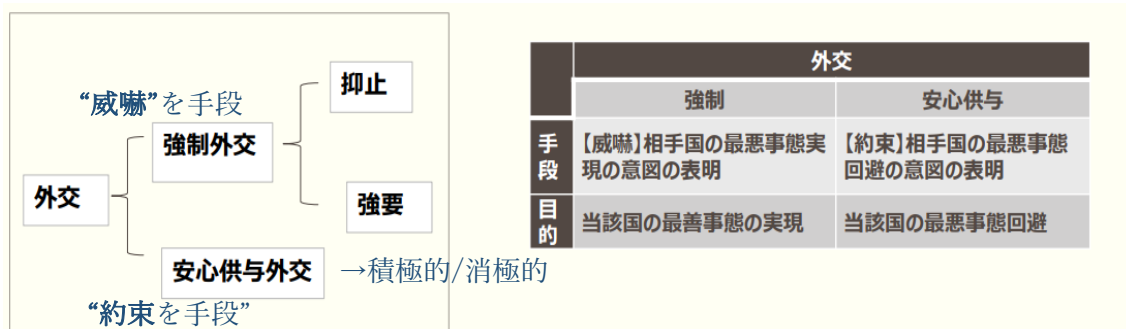 抑止
“威嚇”を手段
強制外交
強要
外交
安心供与外交
→積極的/消極的
“約束を手段”
外交
強制
安心供与
手段
【威嚇】相手国の最悪事態実
現の意図の表明
【約束】相手国の最悪事態
回避の意図の表明
目的
当該国の最善事態の実現
当該国の最悪事態回避